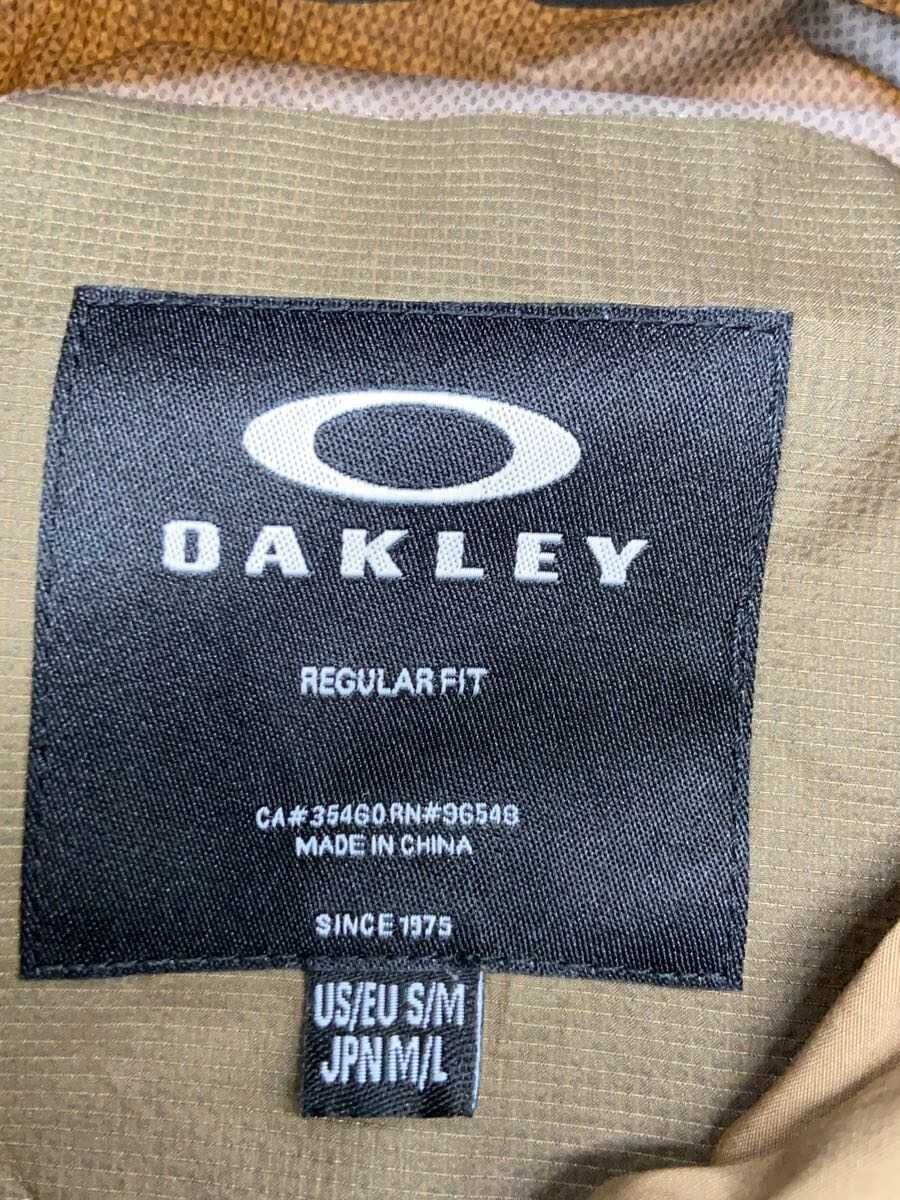 OAKLEY
REGULAR FIT
CA#35460 RN#96548
MADE IN CHINA
SINCE 1975
US/EU S/M
JPN M/L